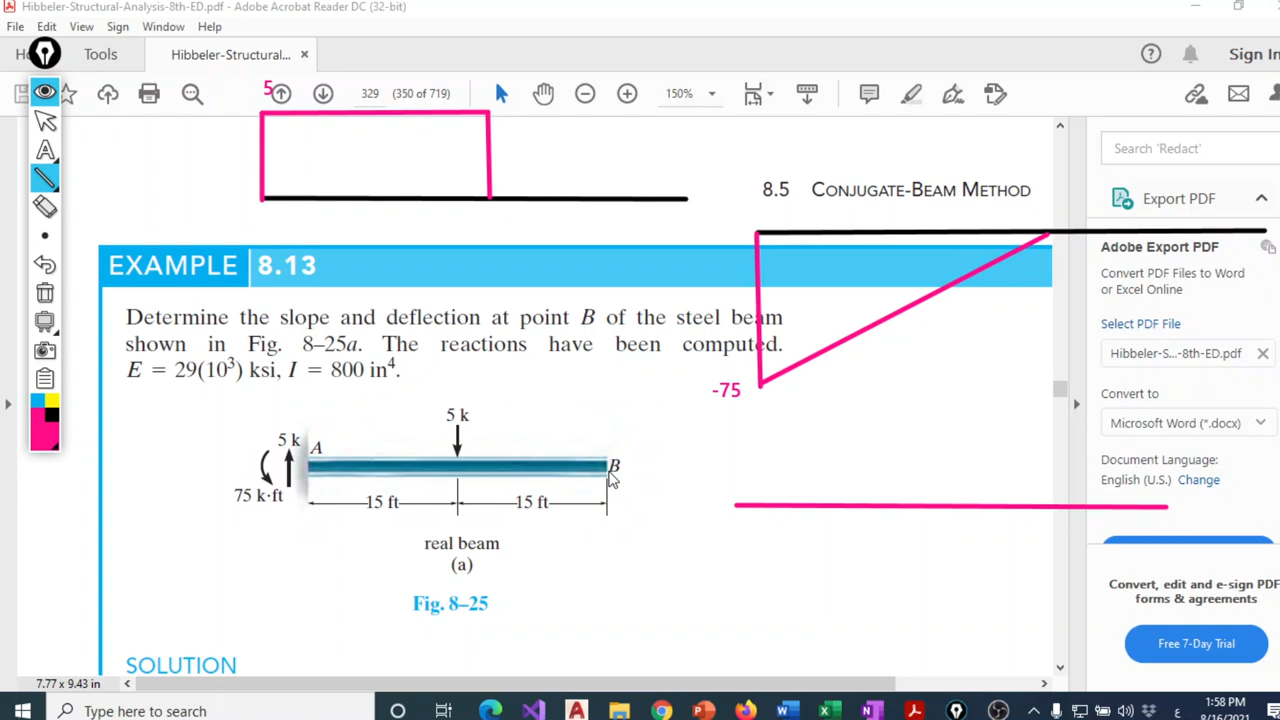 Hibbeler-Structural-Analysis-8th-ED.pdf - Adobe Acrobat Reader DC (32-bit)
File Edit View Sign Window Help
Tools Hibbeler-Structural... ×
Sign In
5
329 (350 of 719) 150%
8.5 CONJUGATE-BEAM METHOD
EXAMPLE 8.13
Determine the slope and deflection at point B of the steel beam
shown in Fig. 8–25a. The reactions have been computed.
E = 29(10³) ksi, I = 800 in⁴.
-75
5 k
5 k
A
B
75 k·ft
15 ft 15 ft
real beam
(a)
Fig. 8–25
SOLUTION
7.77 x 9.43 in
Search 'Redact'
Export PDF
Adobe Export PDF
Convert PDF Files to Word
or Excel Online
Select PDF File
Hibbeler-S...-8th-ED.pdf ×
Convert to
Microsoft Word (*.docx)
Document Language:
English (U.S.) Change
Convert, edit and e-sign PDF
forms & agreements
Free 7-Day Trial
Type here to search
ع
1:58 PM
8/16/2021